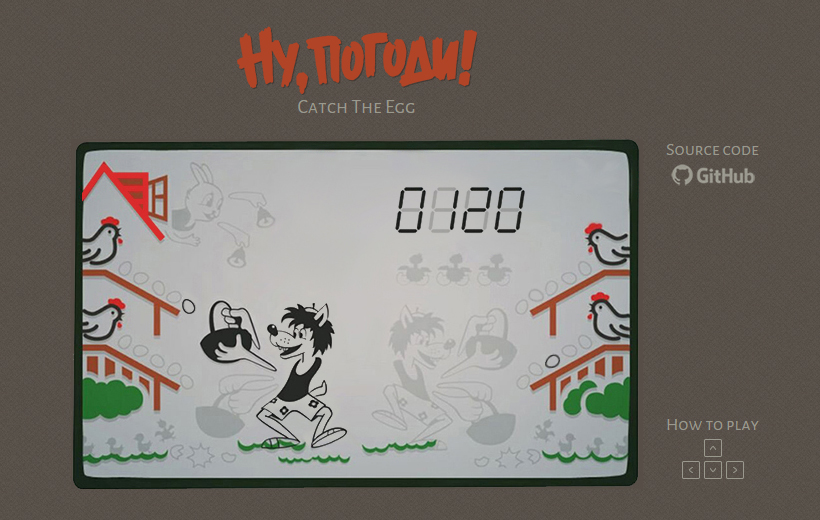 Ну, погоди!
Catch The Egg
Source code
GitHub
0120
How to play